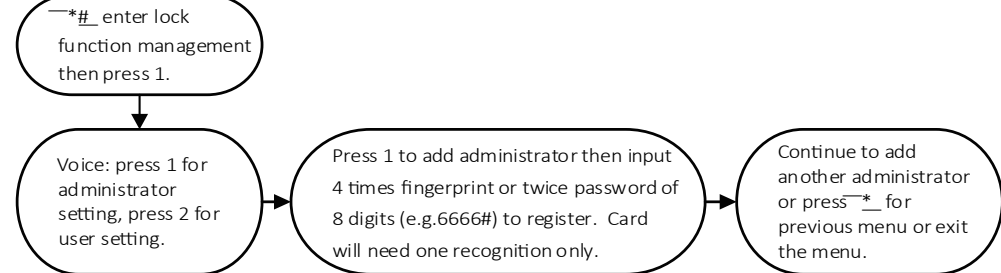 *# enter lock
function management
then press 1.
Voice: press 1 for
administrator
setting, press 2 for
user setting.
Press 1 to add administrator then input
4 times fingerprint or twice password of
8 digits (e.g.6666#) to register. Card
will need one recognition only.
Continue to add
another administrator
or press * for
previous menu or exit
the menu.